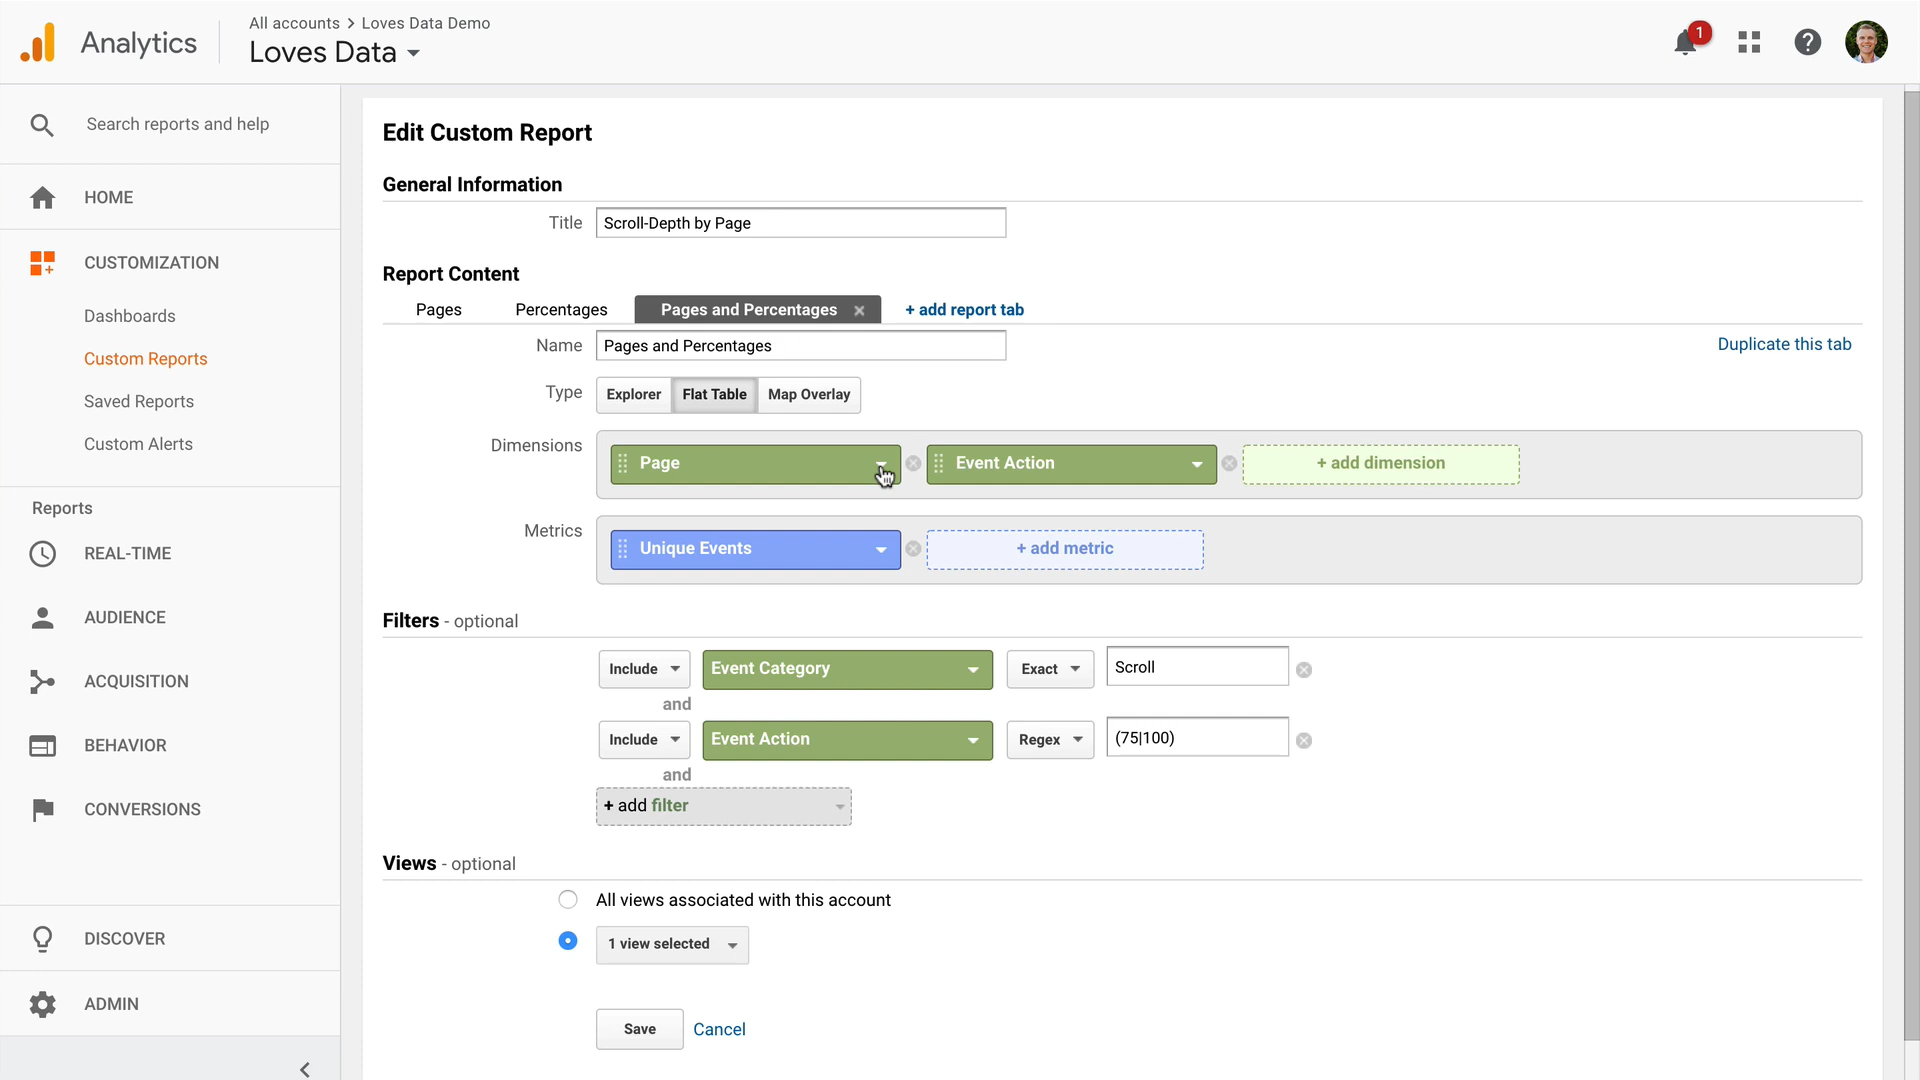 Analytics
All accounts > Loves Data Demo
Loves Data
1
Search reports and help
HOME
CUSTOMIZATION
Dashboards
Custom Reports
Saved Reports
Custom Alerts
Reports
REAL-TIME
AUDIENCE
ACQUISITION
BEHAVIOR
CONVERSIONS
DISCOVER
ADMIN
Edit Custom Report
General Information
Title Scroll-Depth by Page
Report Content
Pages Percentages Pages and Percentages + add report tab
Name Pages and Percentages Duplicate this tab
Type Explorer Flat Table Map Overlay
Dimensions Page Event Action + add dimension
Metrics Unique Events + add metric
Filters - optional
Include Event Category Exact Scroll
and
Include Event Action Regex (75|100)
and
+ add filter
Views - optional
All views associated with this account
1 view selected
Save Cancel